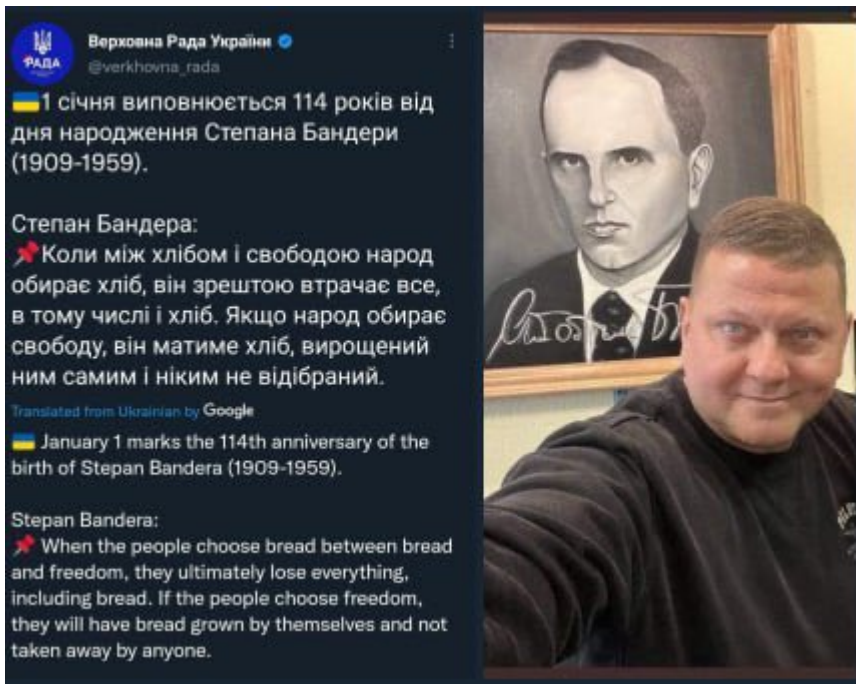 Верховна Рада України
РАДА
@verkhovna_rada
🇺🇦1 січня виповнюється 114 років від
дня народження Степана Бандери
(1909-1959).
Степан Бандера:
📌Коли між хлібом і свободою народ
обирає хліб, він зрештою втрачає все,
в тому числі і хліб. Якщо народ обирає
свободу, він матиме хліб, вирощений
ним самим і ніким не відібраний.
Translated from Ukrainian by Google
🇺🇦 January 1 marks the 114th anniversary of the
birth of Stepan Bandera (1909-1959).
Stepan Bandera:
📌 When the people choose bread between bread
and freedom, they ultimately lose everything,
including bread. If the people choose freedom,
they will have bread grown by themselves and not
taken away by anyone.